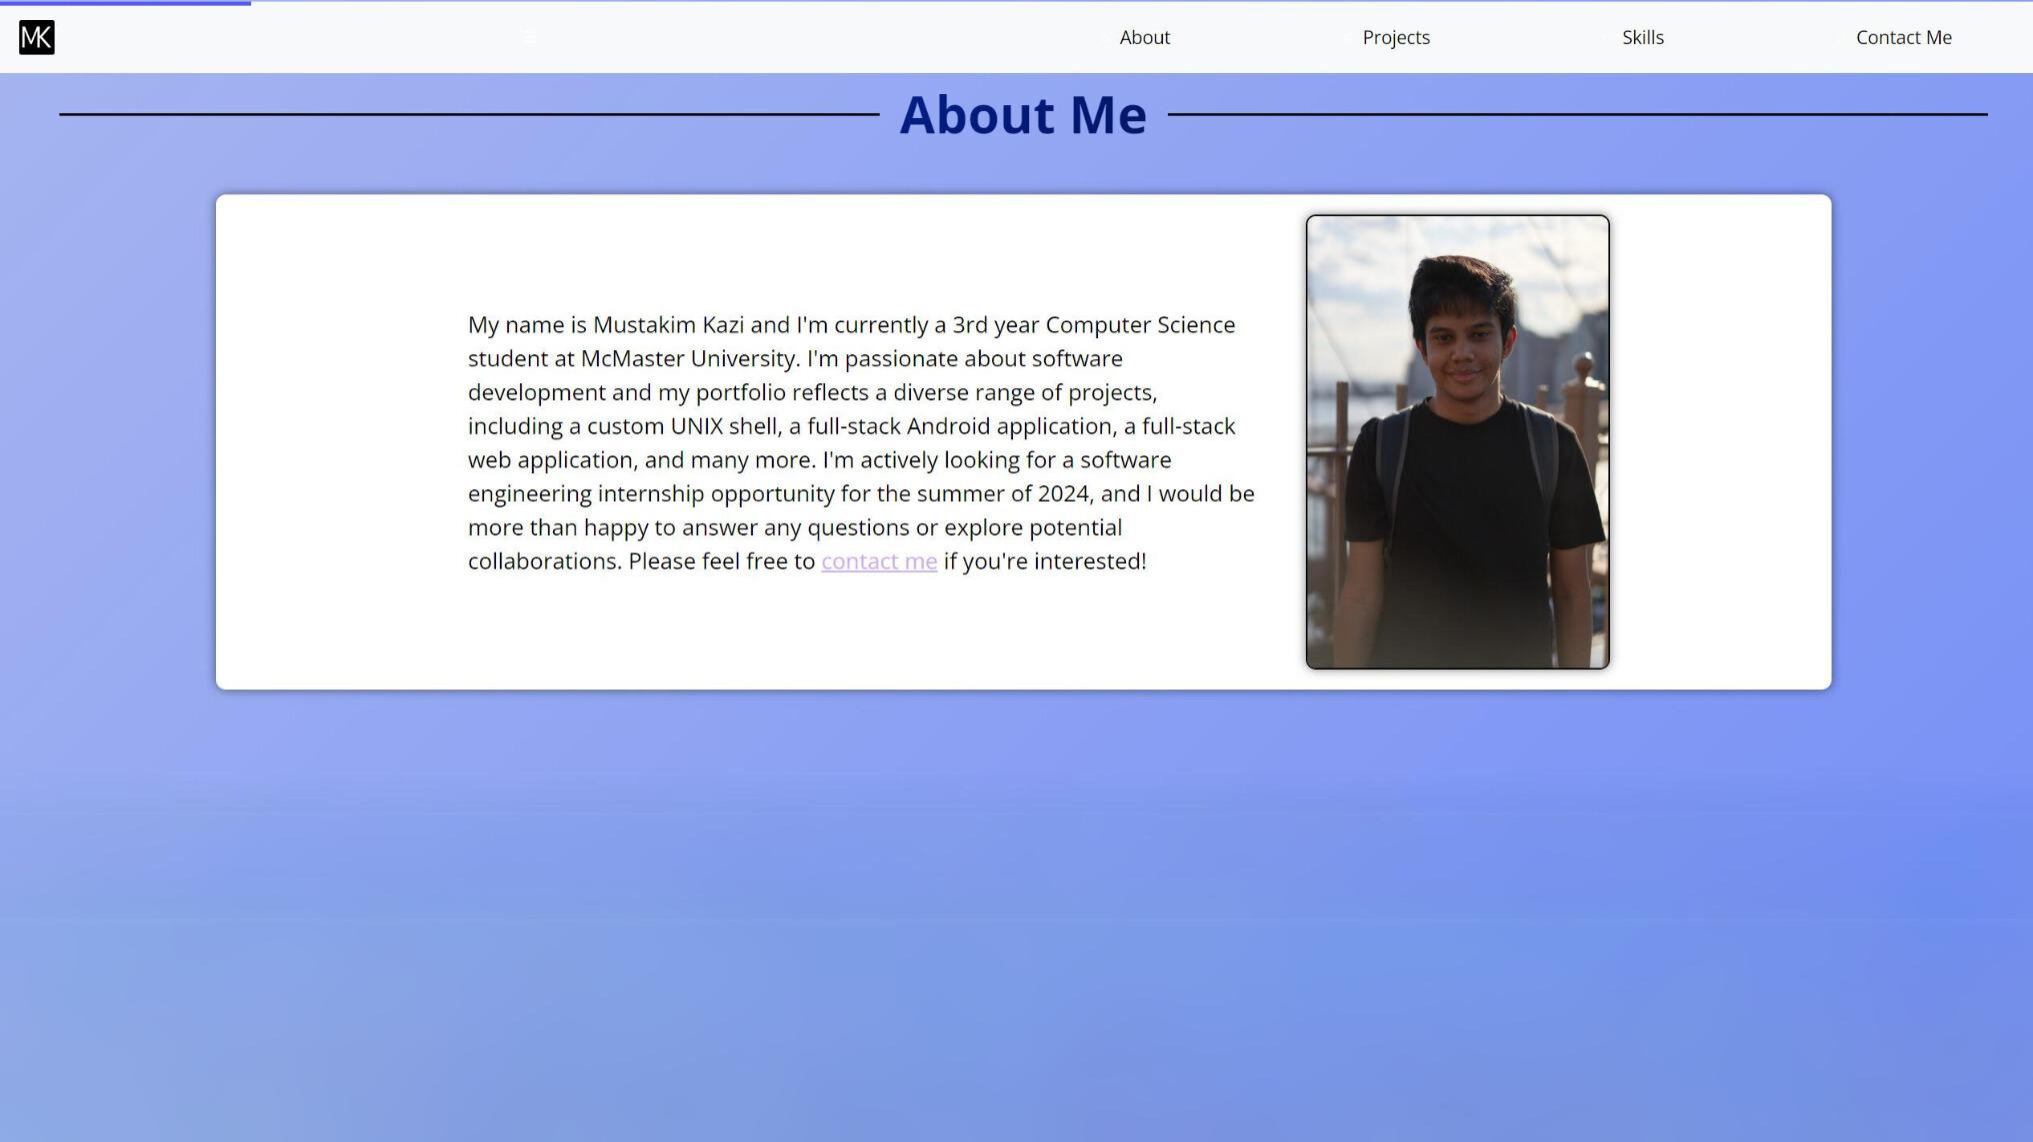 MK
About
Projects
Skills
Contact Me
About Me
My name is Mustakim Kazi and I'm currently a 3rd year Computer Science
student at McMaster University. I'm passionate about software
development and my portfolio reflects a diverse range of projects,
including a custom UNIX shell, a full-stack Android application, a full-stack
web application, and many more. I'm actively looking for a software
engineering internship opportunity for the summer of 2024, and I would be
more than happy to answer any questions or explore potential
collaborations. Please feel free to contact me if you're interested!